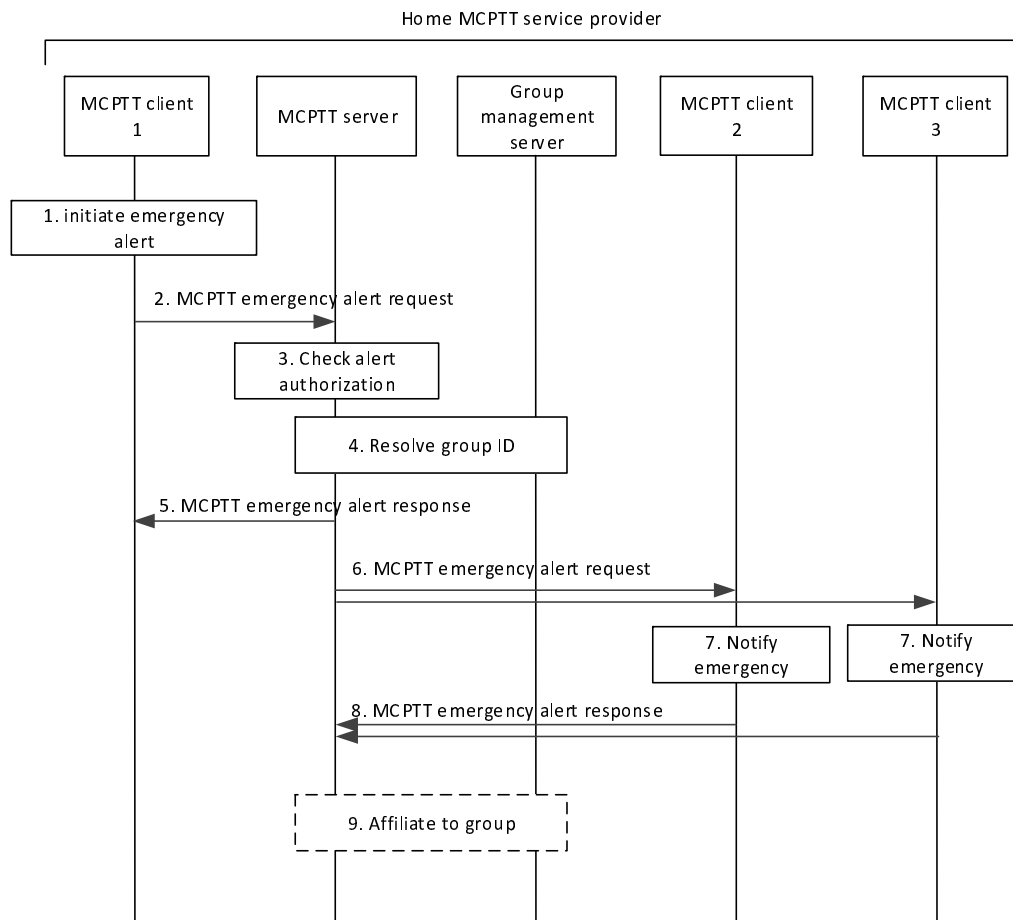 Home MCPTT service provider
MCPTT client
1
MCPTT server
Group
management
server
MCPTT client
2
MCPTT client
3
1. initiate emergency
alert
2. MCPTT emergency alert request
3. Check alert
authorization
4. Resolve group ID
5. MCPTT emergency alert response
6. MCPTT emergency alert request
7. Notify
emergency
7. Notify
emergency
8. MCPTT emergency alert response
9. Affiliate to group